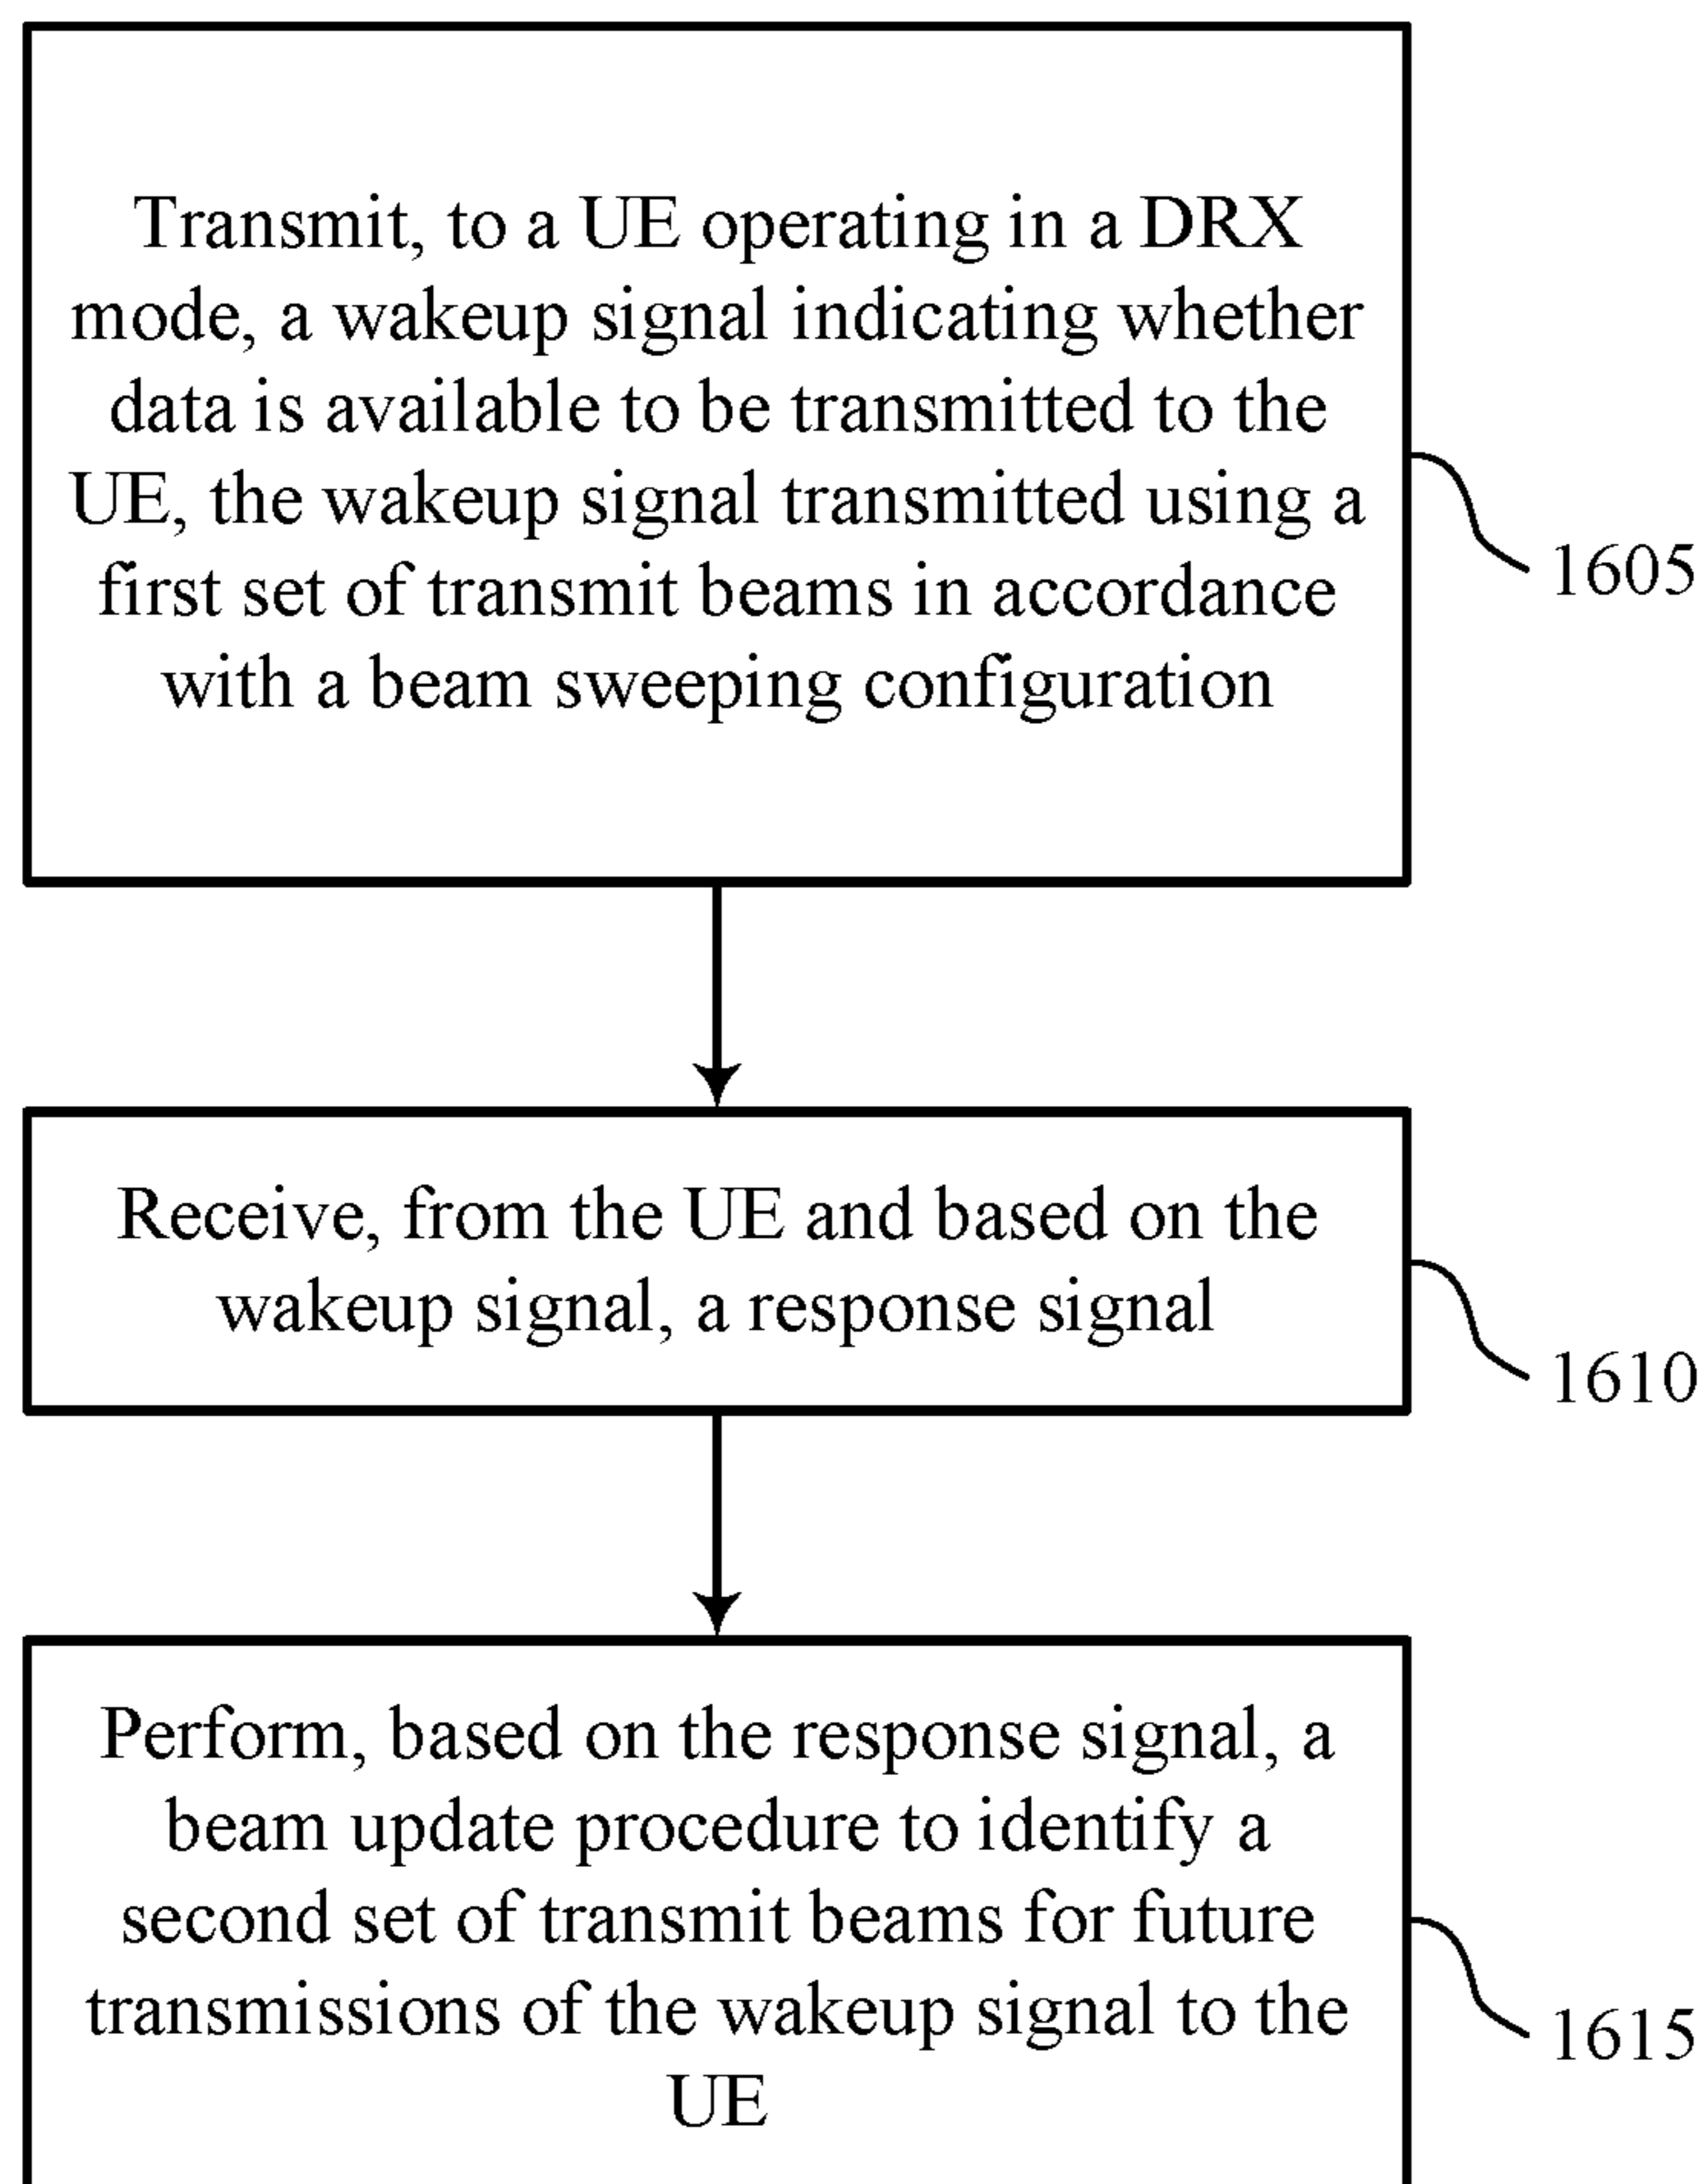 Transmit, to a UE operating in a DRX
mode, a wakeup signal indicating whether
data is available to be transmitted to the
UE, the wakeup signal transmitted using a
first set of transmit beams in accordance
with a beam sweeping configuration
1605
Receive, from the UE and based on the
wakeup signal, a response signal
1610
Perform, based on the response signal, a
beam update procedure to identify a
second set of transmit beams for future
transmissions of the wakeup signal to the
UE
1615